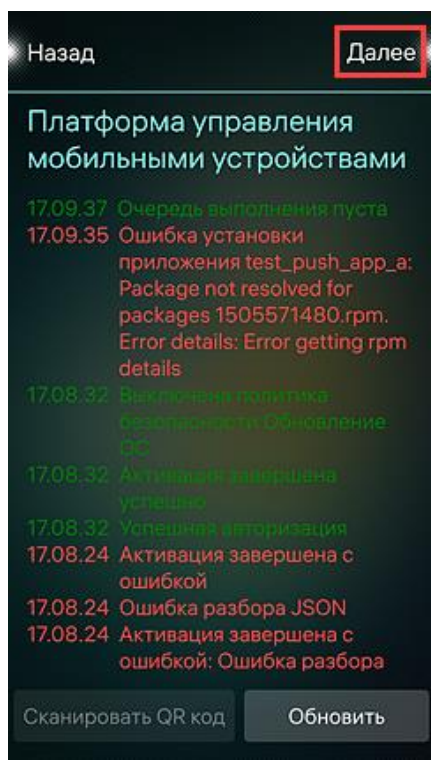 Назад Далее
Платформа управления
мобильными устройствами
17.09.37 Очередь выполнения пуста
17.09.35 Ошибка установки
приложения test_push_app_a:
Package not resolved for
packages 1505571480.rpm.
Error details: Error getting rpm
details
17.08.32 Выключена политика
безопасности: Обновление
ОС
17.08.32 Активация завершена
успешно
17.08.32 Успешная авторизация
17.08.24 Активация завершена с
ошибкой
17.08.24 Ошибка разбора JSON
17.08.24 Активация завершена с
ошибкой: Ошибка разбора
Сканировать QR код Обновить